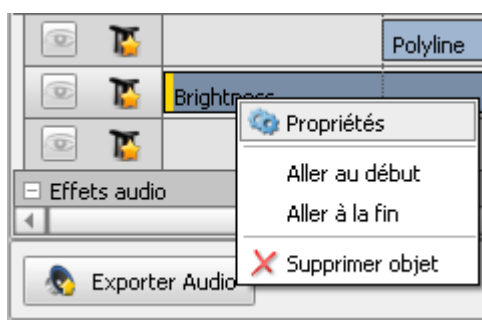 Polyline
Brightness
Propriétés
Aller au début
Effets audio
Aller à la fin
Supprimer objet
Exporter Audio